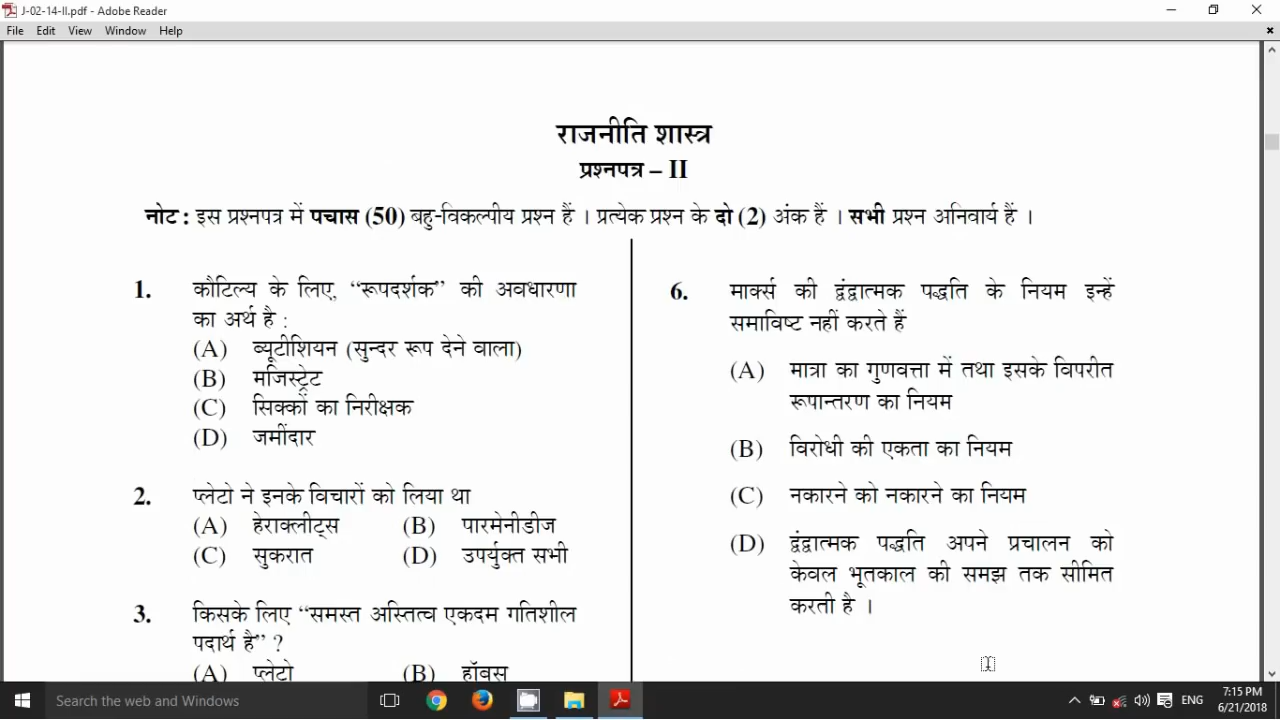 J-02-14-II.pdf - Adobe Reader
File Edit View Window Help
राजनीति शास्त्र
प्रश्नपत्र – II
नोट : इस प्रश्नपत्र में पचास (50) बहु-विकल्पीय प्रश्न हैं । प्रत्येक प्रश्न के दो (2) अंक हैं । सभी प्रश्न अनिवार्य हैं ।
1. कौटिल्य के लिए, “रूपदर्शक” की अवधारणा
का अर्थ है :
(A) ब्यूटीशियन (सुन्दर रूप देने वाला)
(B) मजिस्ट्रेट
(C) सिक्कों का निरीक्षक
(D) जमींदार
2. प्लेटो ने इनके विचारों को लिया था
(A) हेराक्लीट्स (B) पारमेनीडीज
(C) सुकरात (D) उपर्युक्त सभी
3. किसके लिए “समस्त अस्तित्व एकदम गतिशील
पदार्थ है” ?
(A) प्लेटो (B) हॉब्स
6. मार्क्स की द्वंद्वात्मक पद्धति के नियम इन्हें
समाविष्ट नहीं करते हैं
(A) मात्रा का गुणवत्ता में तथा इसके विपरीत
रूपान्तरण का नियम
(B) विरोधी की एकता का नियम
(C) नकारने को नकारने का नियम
(D) द्वंद्वात्मक पद्धति अपने प्रचालन को
केवल भूतकाल की समझ तक सीमित
करती है ।
Search the web and Windows
ENG
7:15 PM
6/21/2018